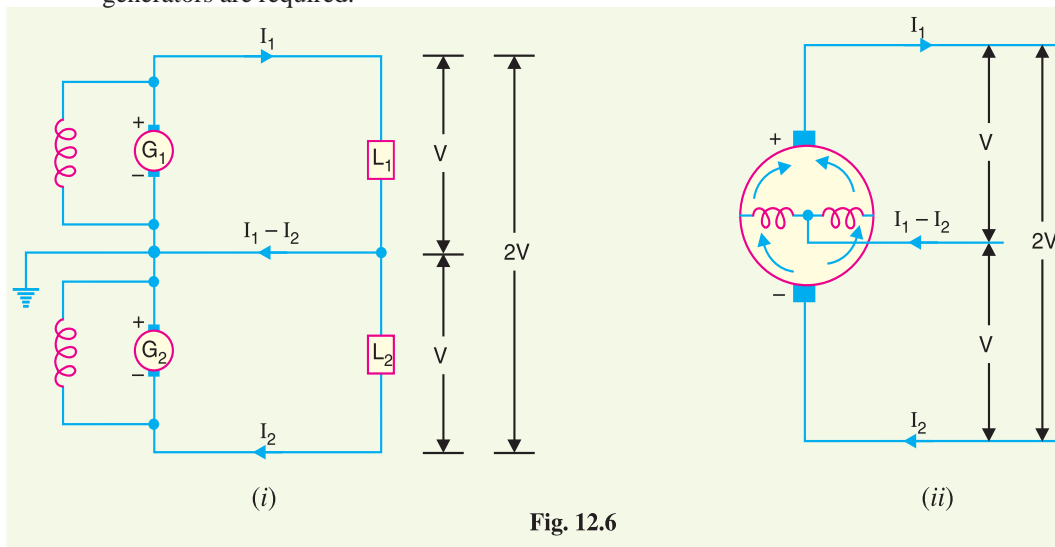 generators are required.
I1
+
G1
–
L1
V
I1 – I2
2V
+
G2
–
L2
V
I2
(i)
I1
+
V
I1 – I2
2V
–
V
I2
(ii)
Fig. 12.6